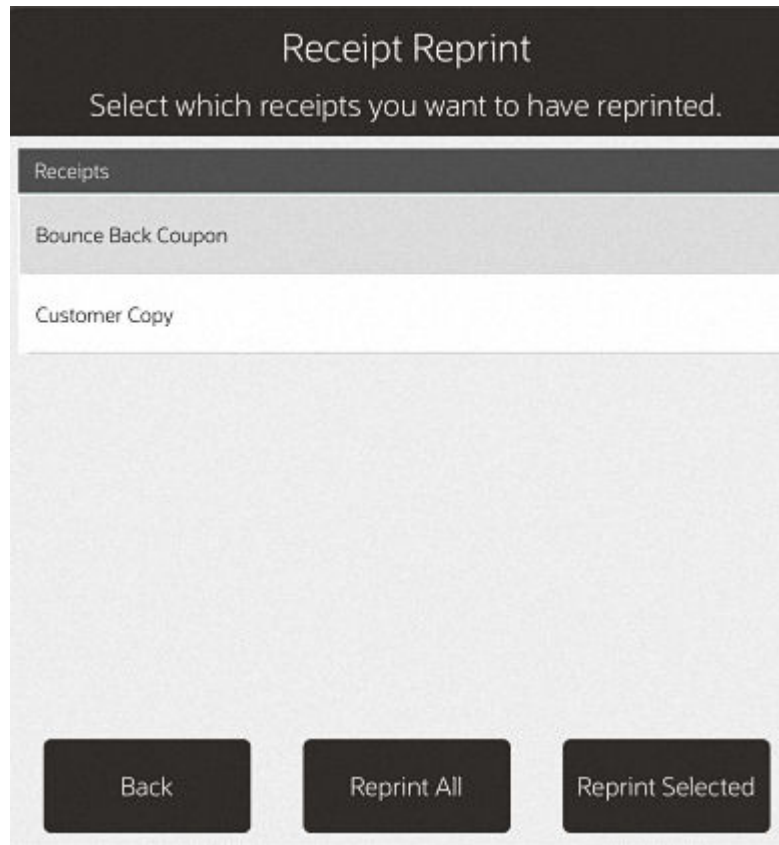 Receipt Reprint
Select which receipts you want to have reprinted.
Receipts
Bounce Back Coupon
Customer Copy
Back
Reprint All
Reprint Selected